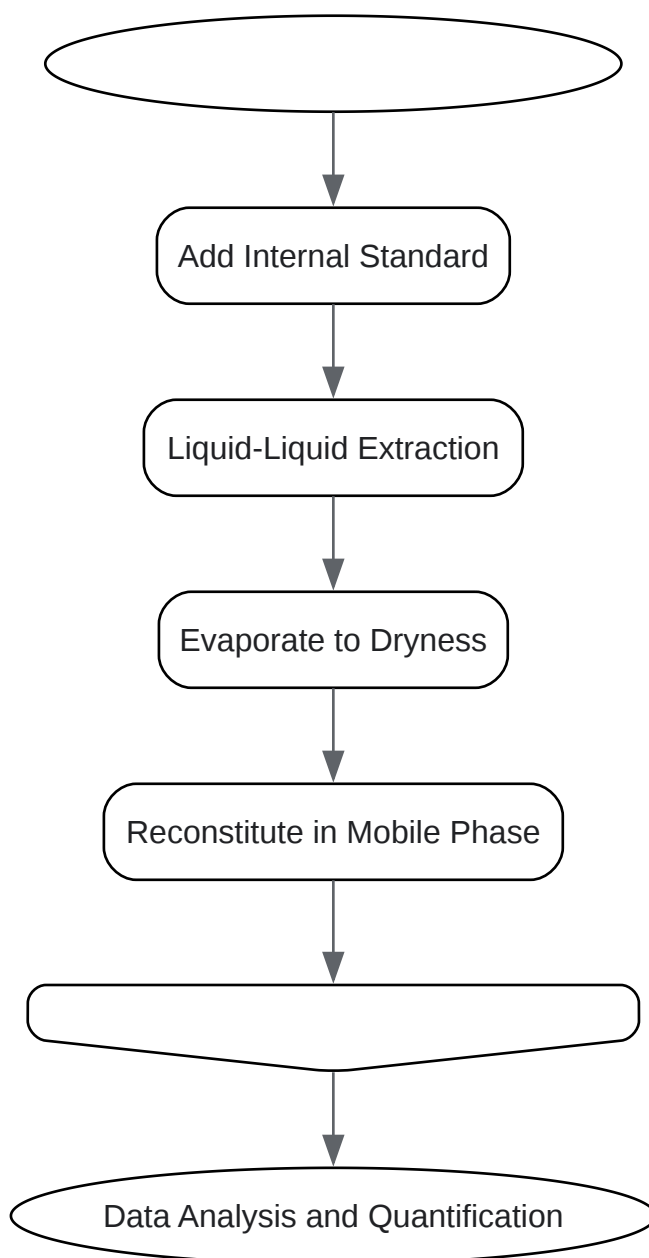 Add Internal Standard
Liquid-Liquid Extraction
Evaporate to Dryness
Reconstitute in Mobile Phase
Data Analysis and Quantification